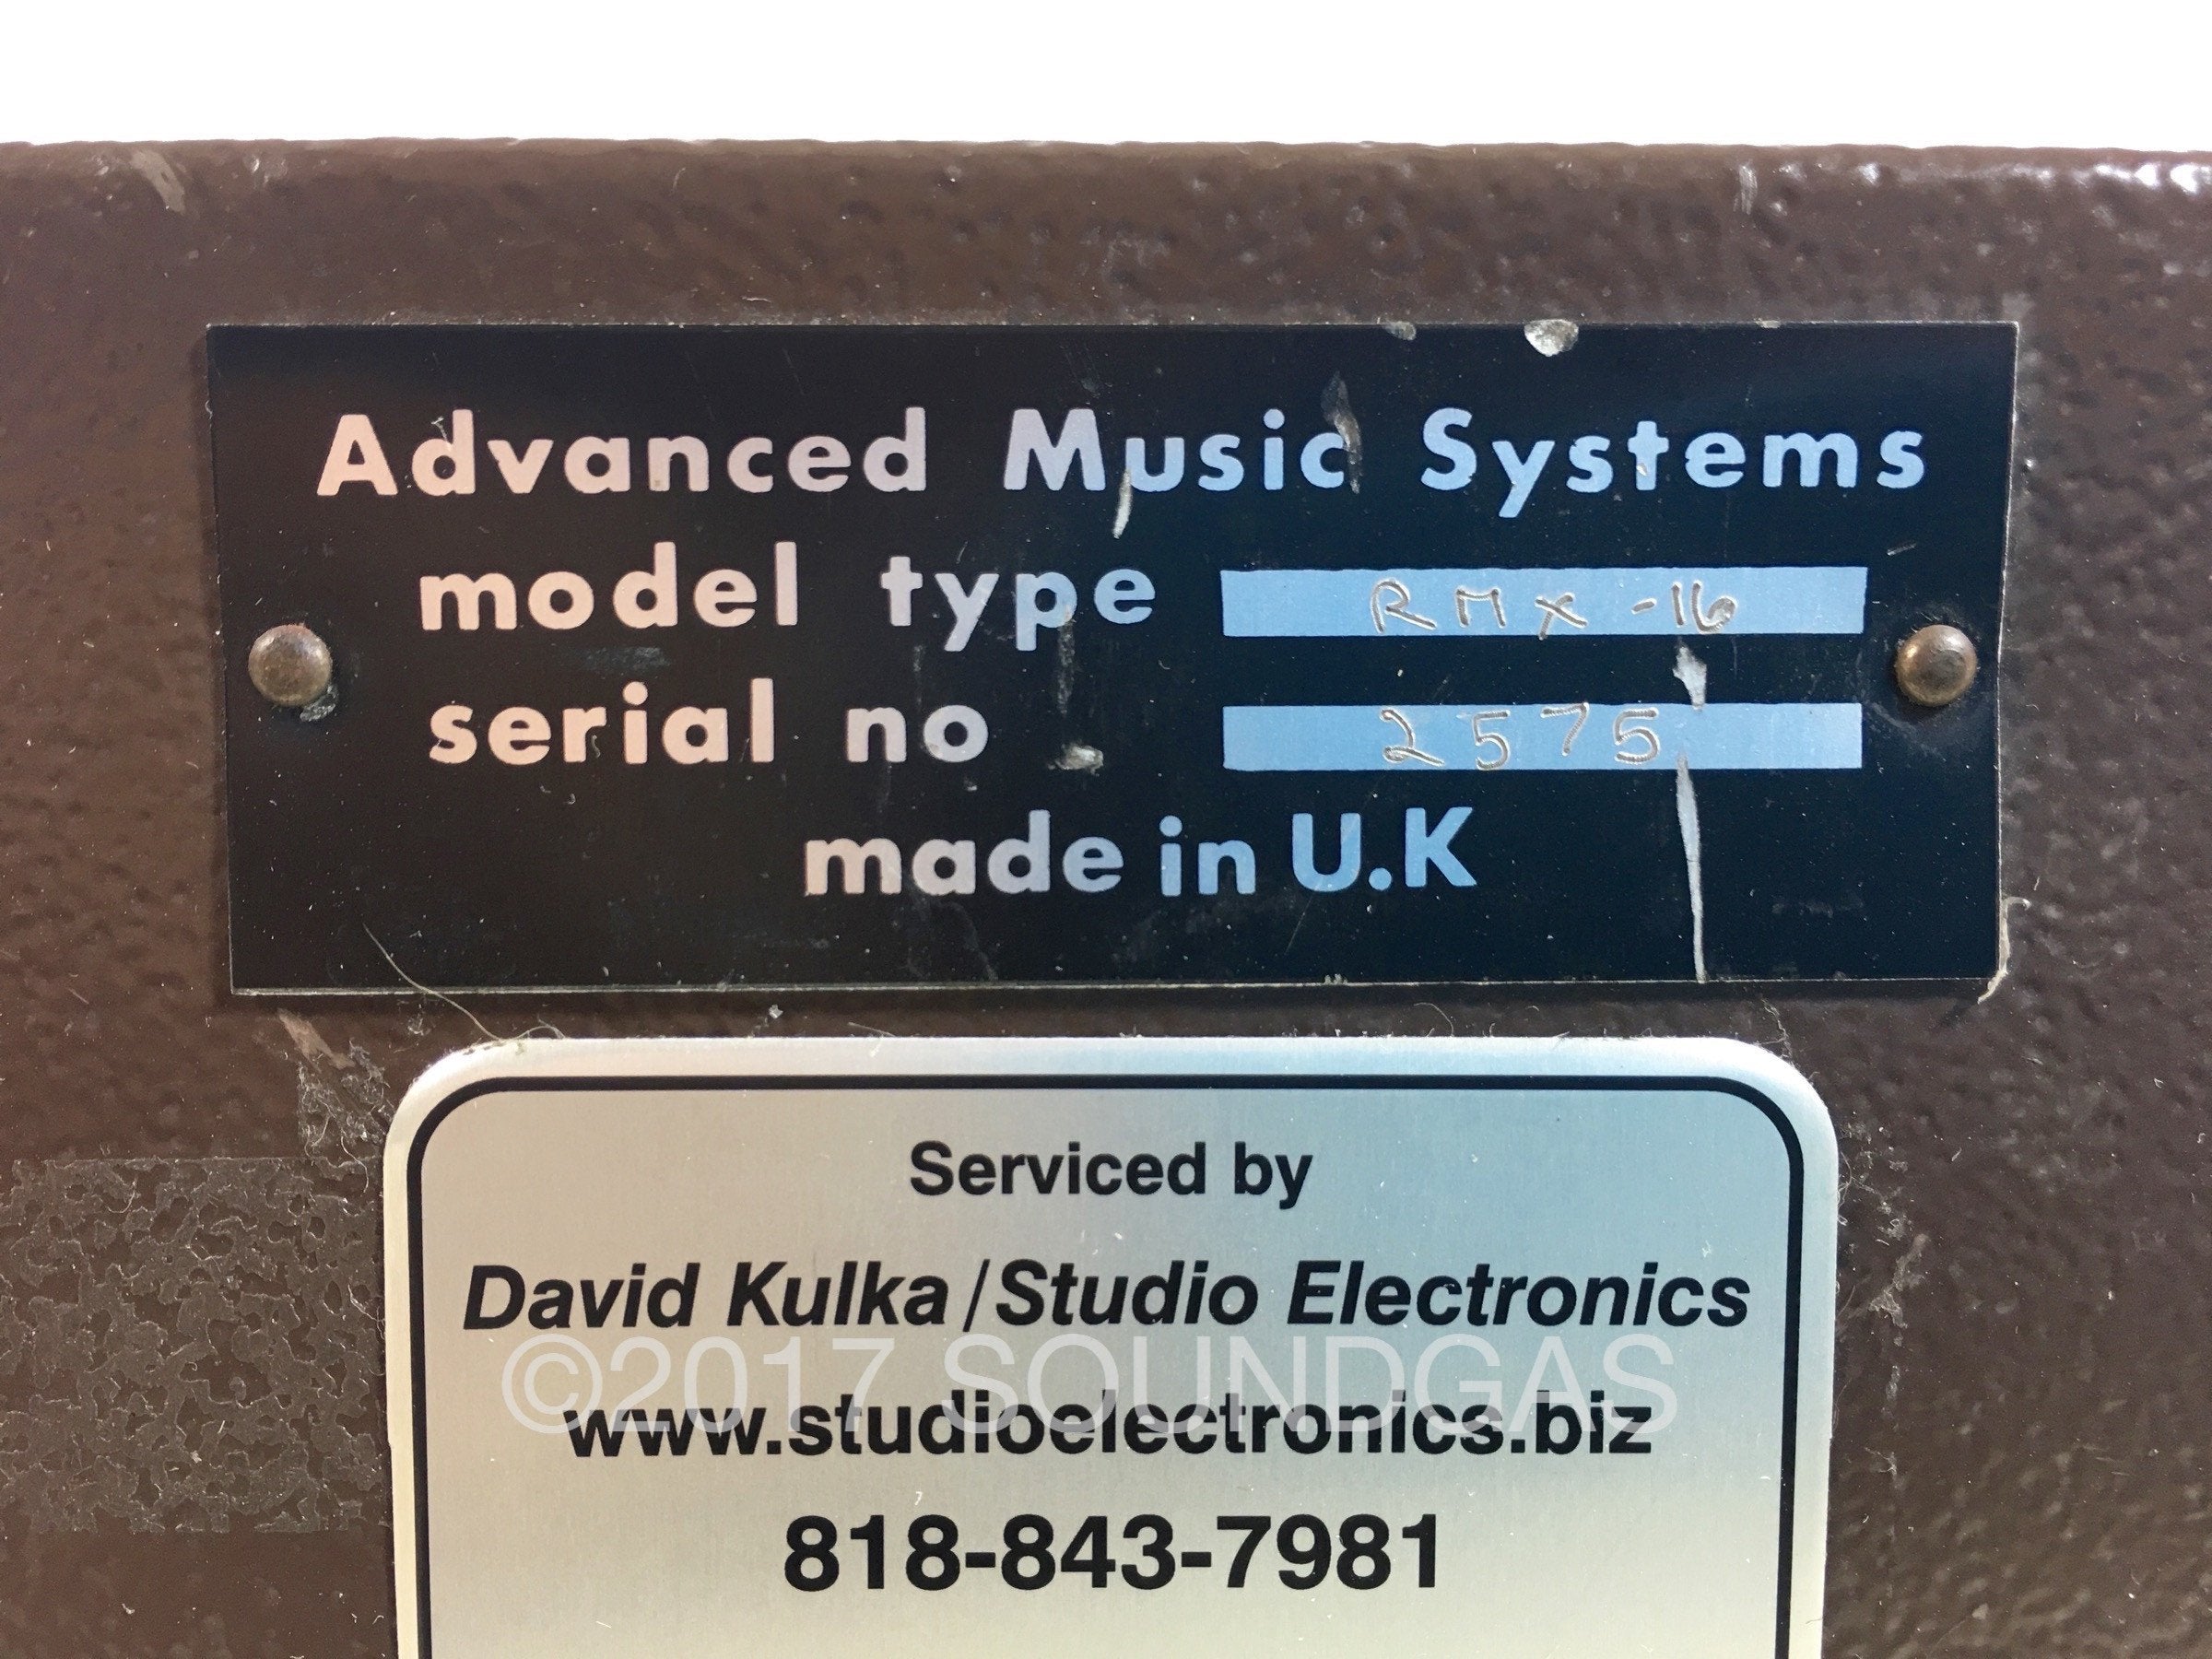 Advanced Music Systems
model type RMX-16
serial no 2575
made in U.K
Serviced by
David Kulka/Studio Electronics
©2017 SOUNDGAS
www.studioelectronics.biz
818-843-7981